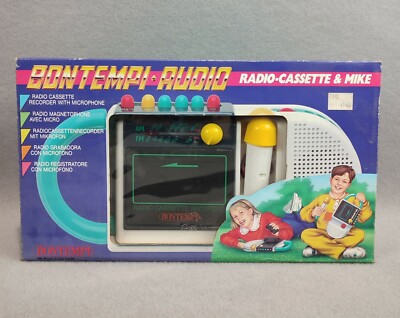 BONTEMPI AUDIO
RADIO-CASSETTE & MIKE
RADIO CASSETTE
RECORDER WITH MICROPHONE
RADIO MAGNETOPHONE
AVEC MICRO
RADIOCASSETTENRECORDER
MIT MIKROFON
RADIO GRABADORA
CON MICROFONO
RADIO REGISTRATORE
CON MICROFONO
BONTEMPI
BONTEMPI